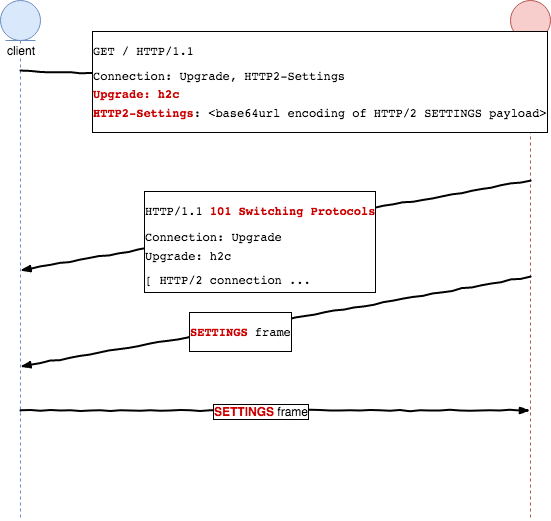 client
GET / HTTP/1.1
Connection: Upgrade, HTTP2-Settings
Upgrade: h2c
HTTP2-Settings: <base64url encoding of HTTP/2 SETTINGS payload>
HTTP/1.1 101 Switching Protocols
Connection: Upgrade
Upgrade: h2c
[ HTTP/2 connection ...
SETTINGS frame
SETTINGS frame